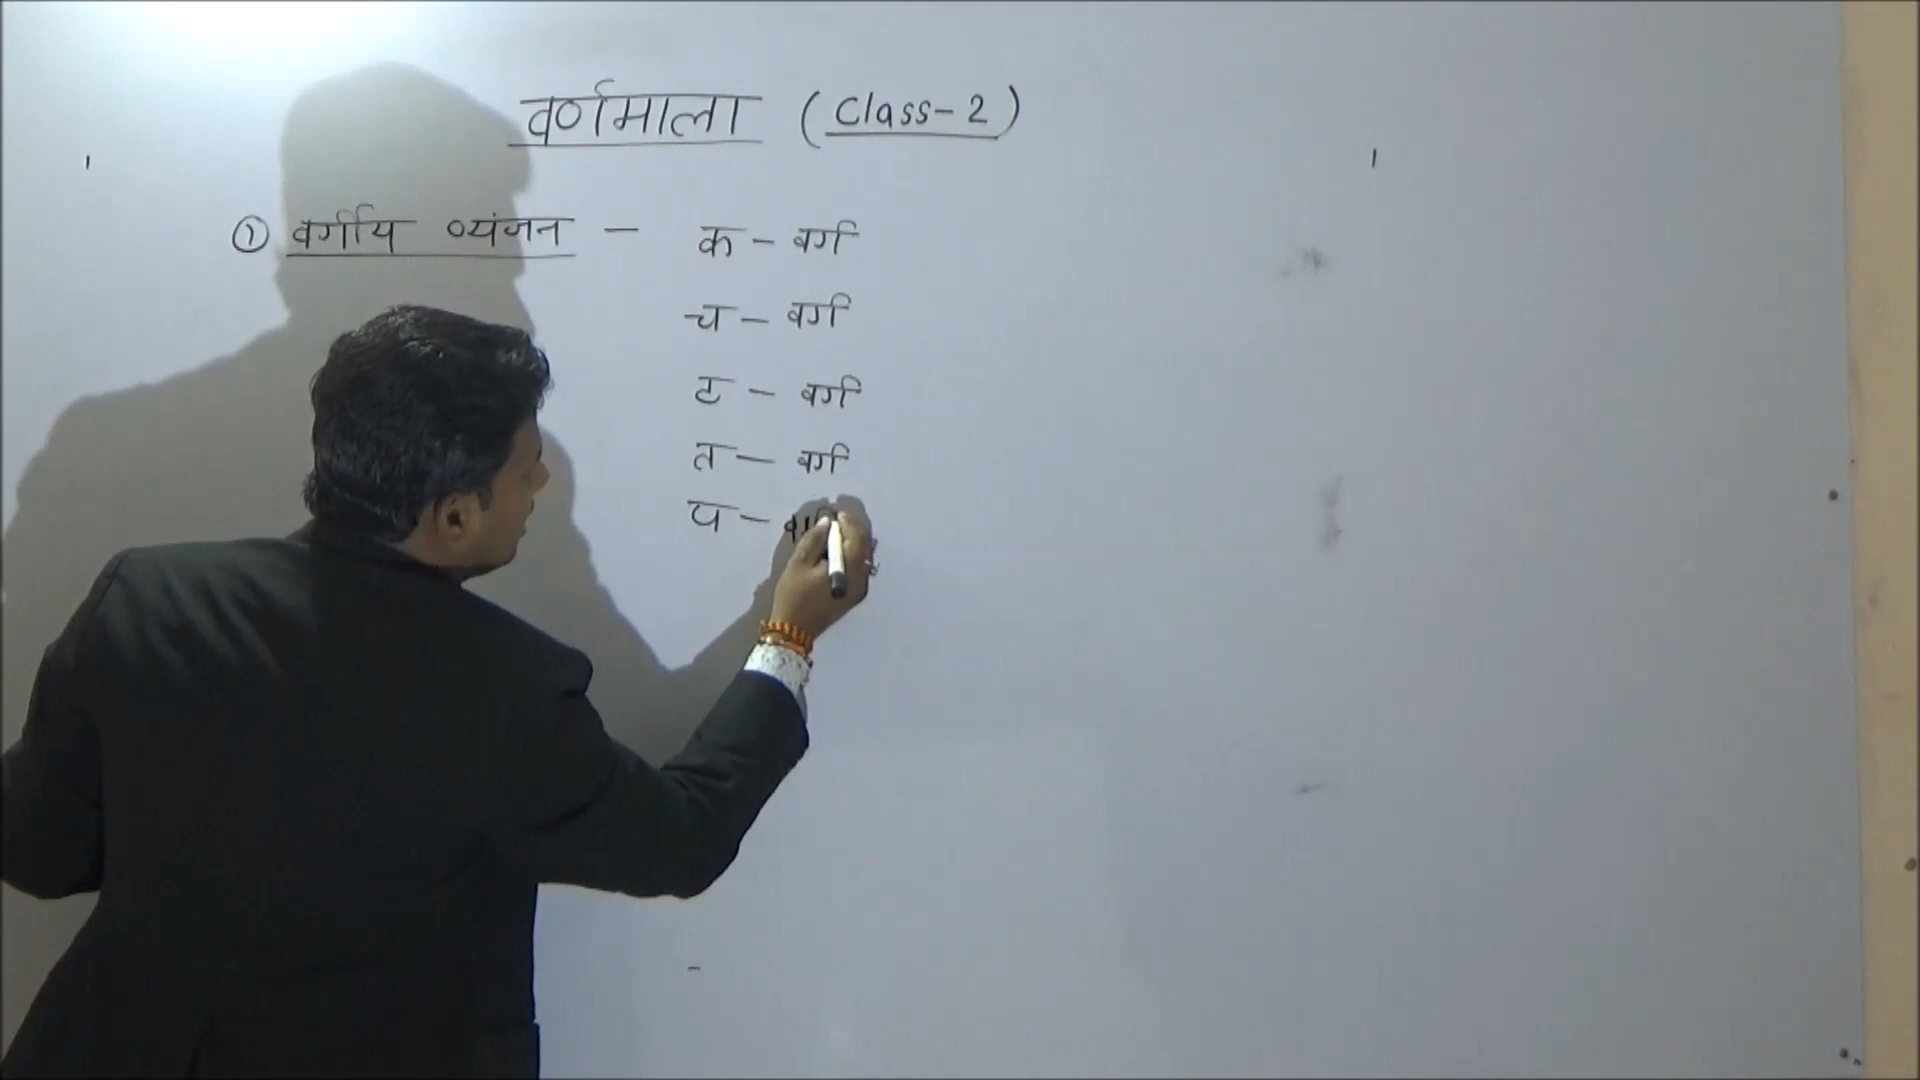 वर्णमाला (Class-2)
① वर्गीय व्यंजन - क - वर्ग
च - वर्ग
ट - वर्ग
त - वर्ग
प -